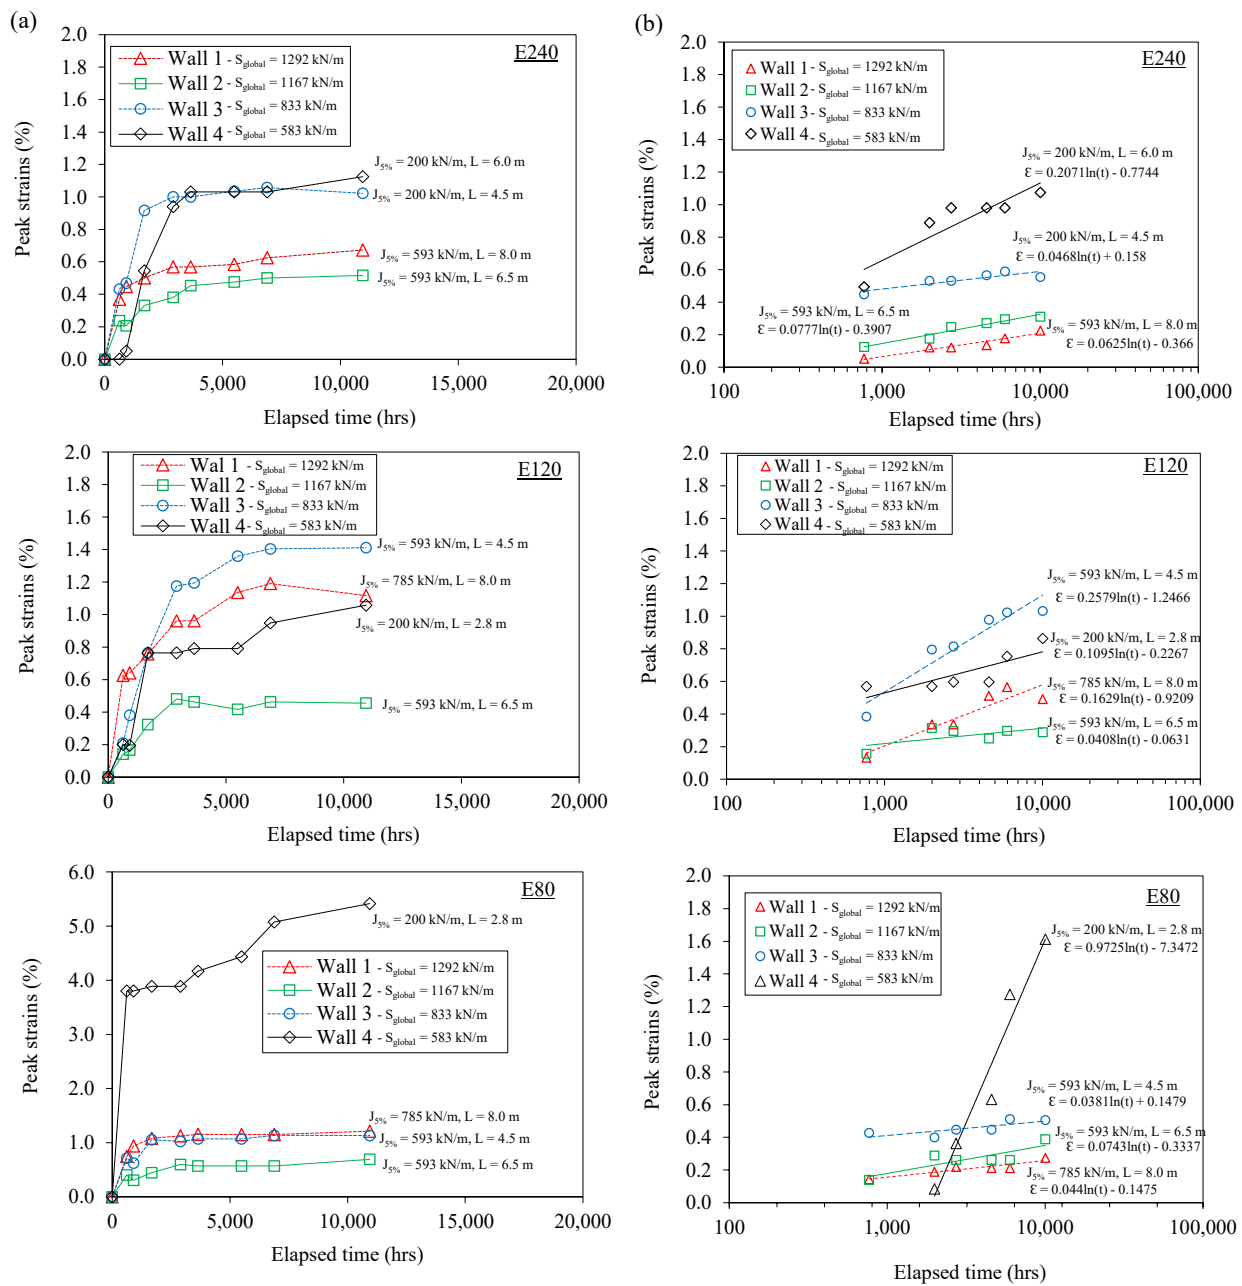 (a)
2.0
1.8
1.6
1.4
1.2
1.0
0.8
0.6
0.4
0.2
0.0
Peak strains (%)
E240
Wall 1 - Sglobal = 1292 kN/m
Wall 2 - Sglobal = 1167 kN/m
Wall 3 - Sglobal = 833 kN/m
Wall 4 - Sglobal = 583 kN/m
J5% = 200 kN/m, L = 6.0 m
J5% = 200 kN/m, L = 4.5 m
J5% = 593 kN/m, L = 8.0 m
J5% = 593 kN/m, L = 6.5 m
0 5,000 10,000 15,000 20,000
Elapsed time (hrs)
(b)
2.0
1.8
1.6
1.4
1.2
1.0
0.8
0.6
0.4
0.2
0.0
Peak strains (%)
E240
Wall 1 - Sglobal = 1292 kN/m
Wall 2 - Sglobal = 1167 kN/m
Wall 3 - Sglobal = 833 kN/m
Wall 4 - Sglobal = 583 kN/m
J5% = 200 kN/m, L = 6.0 m
Ɛ = 0.2071ln(t) - 0.7744
J5% = 200 kN/m, L = 4.5 m
Ɛ = 0.0468ln(t) + 0.158
J5% = 593 kN/m, L = 6.5 m
Ɛ = 0.0777ln(t) - 0.3907
J5% = 593 kN/m, L = 8.0 m
Ɛ = 0.0625ln(t) - 0.366
100 1,000 10,000 100,000
Elapsed time (hrs)
2.0
1.8
1.6
1.4
1.2
1.0
0.8
0.6
0.4
0.2
0.0
Peak strains (%)
E120
Wal 1 - Sglobal = 1292 kN/m
Wall 2 - Sglobal = 1167 kN/m
Wall 3 - Sglobal = 833 kN/m
Wall 4 - Sglobal = 583 kN/m
J5% = 593 kN/m, L = 4.5 m
J5% = 785 kN/m, L = 8.0 m
J5% = 200 kN/m, L = 2.8 m
J5% = 593 kN/m, L = 6.5 m
0 5,000 10,000 15,000 20,000
Elapsed time (hrs)
2.0
1.8
1.6
1.4
1.2
1.0
0.8
0.6
0.4
0.2
0.0
Peak strains (%)
E120
Wall 1 - Sglobal = 1292 kN/m
Wall 2 - Sglobal = 1167 kN/m
Wall 3 - Sglobal = 833 kN/m
Wall 4 - Sglobal = 583 kN/m
J5% = 593 kN/m, L = 4.5 m
Ɛ = 0.2579ln(t) - 1.2466
J5% = 200 kN/m, L = 2.8 m
Ɛ = 0.1095ln(t) - 0.2267
J5% = 785 kN/m, L = 8.0 m
Ɛ = 0.1629ln(t) - 0.9209
J5% = 593 kN/m, L = 6.5 m
Ɛ = 0.0408ln(t) - 0.0631
100 1,000 10,000 100,000
Elapsed time (hrs)
6.0
5.0
4.0
3.0
2.0
1.0
0.0
Peak strains (%)
E80
J5% = 200 kN/m, L = 2.8 m
Wall 1 - Sglobal = 1292 kN/m
Wall 2 - Sglobal = 1167 kN/m
Wall 3 - Sglobal = 833 kN/m
Wall 4 - Sglobal = 583 kN/m
J5% = 785 kN/m, L = 8.0 m
J5% = 593 kN/m, L = 4.5 m
J5% = 593 kN/m, L = 6.5 m
0 5,000 10,000 15,000 20,000
Elapsed time (hrs)
2.0
1.8
1.6
1.4
1.2
1.0
0.8
0.6
0.4
0.2
0.0
Peak strains (%)
E80
Wall 1 - Sglobal = 1292 kN/m
Wall 2 - Sglobal = 1167 kN/m
Wall 3 - Sglobal = 833 kN/m
Wall 4 - Sglobal = 583 kN/m
J5% = 200 kN/m, L = 2.8 m
Ɛ = 0.9725ln(t) - 7.3472
J5% = 593 kN/m, L = 4.5 m
Ɛ = 0.0381ln(t) + 0.1479
J5% = 593 kN/m, L = 6.5 m
Ɛ = 0.0743ln(t) - 0.3337
J5% = 785 kN/m, L = 8.0 m
Ɛ = 0.044ln(t) - 0.1475
100 1,000 10,000 100,000
Elapsed time (hrs)